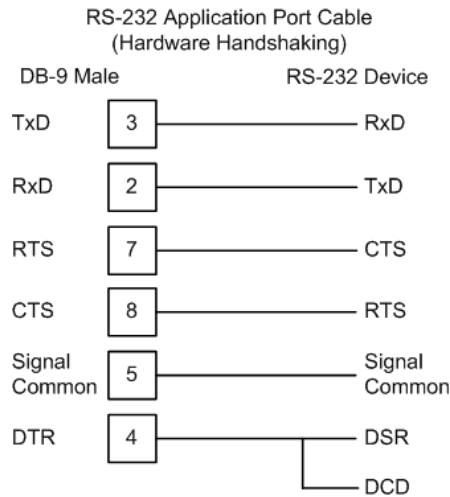 RS-232 Application Port Cable
(Hardware Handshaking)
DB-9 Male RS-232 Device
TxD 3 RxD
RxD 2 TxD
RTS 7 CTS
CTS 8 RTS
Signal Common 5 Signal Common
DTR 4 DSR
DCD